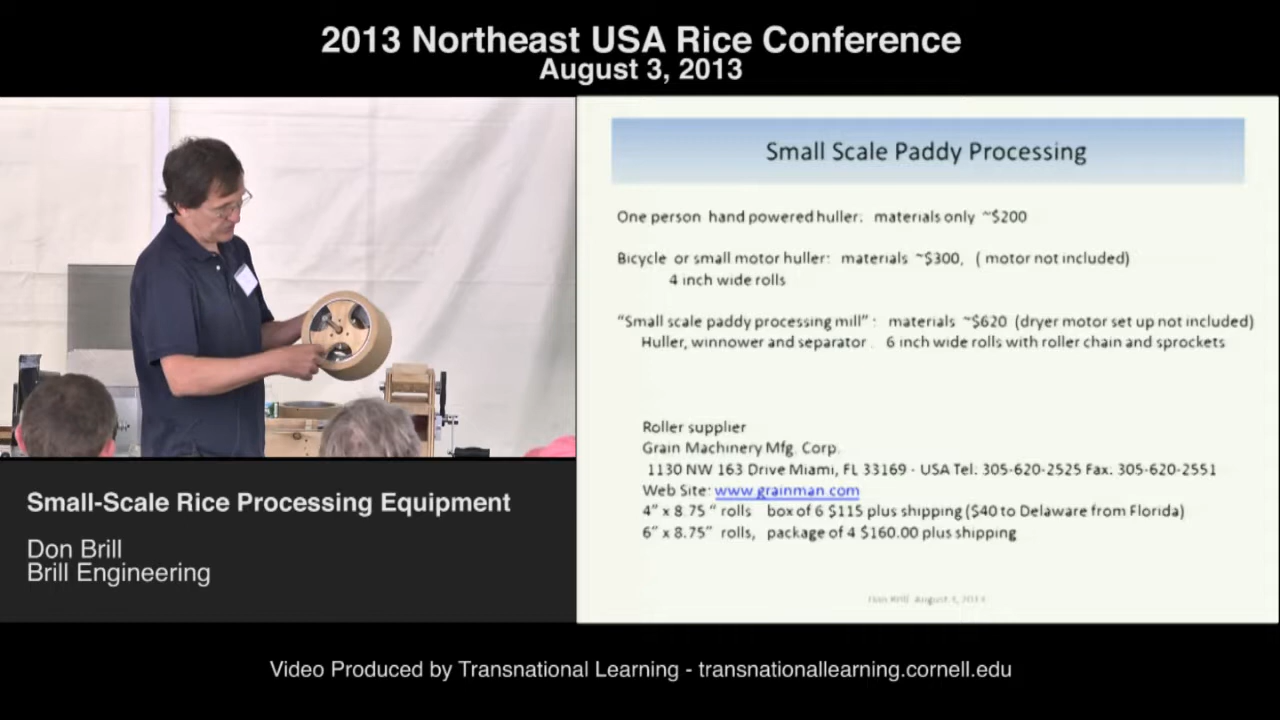 2013 Northeast USA Rice Conference
August 3, 2013
Small Scale Paddy Processing
One person hand powered huller: materials only ~$200
Bicycle or small motor huller: materials ~$300, ( motor not included)
4 inch wide rolls
“Small scale paddy processing mill” : materials ~$620 (dryer motor set up not included)
Huller, winnower and separator . 6 inch wide rolls with roller chain and sprockets
Roller supplier
Grain Machinery Mfg. Corp.
1130 NW 163 Drive Miami, FL 33169 - USA Tel. 305-620-2525 Fax. 305-620-2551
Web Site: www.grainman.com
4” x 8.75 “ rolls box of 6 $115 plus shipping ($40 to Delaware from Florida)
6” x 8.75” rolls, package of 4 $160.00 plus shipping
Don Brill August 3, 2013
Small-Scale Rice Processing Equipment
Don Brill
Brill Engineering
Video Produced by Transnational Learning - transnationallearning.cornell.edu